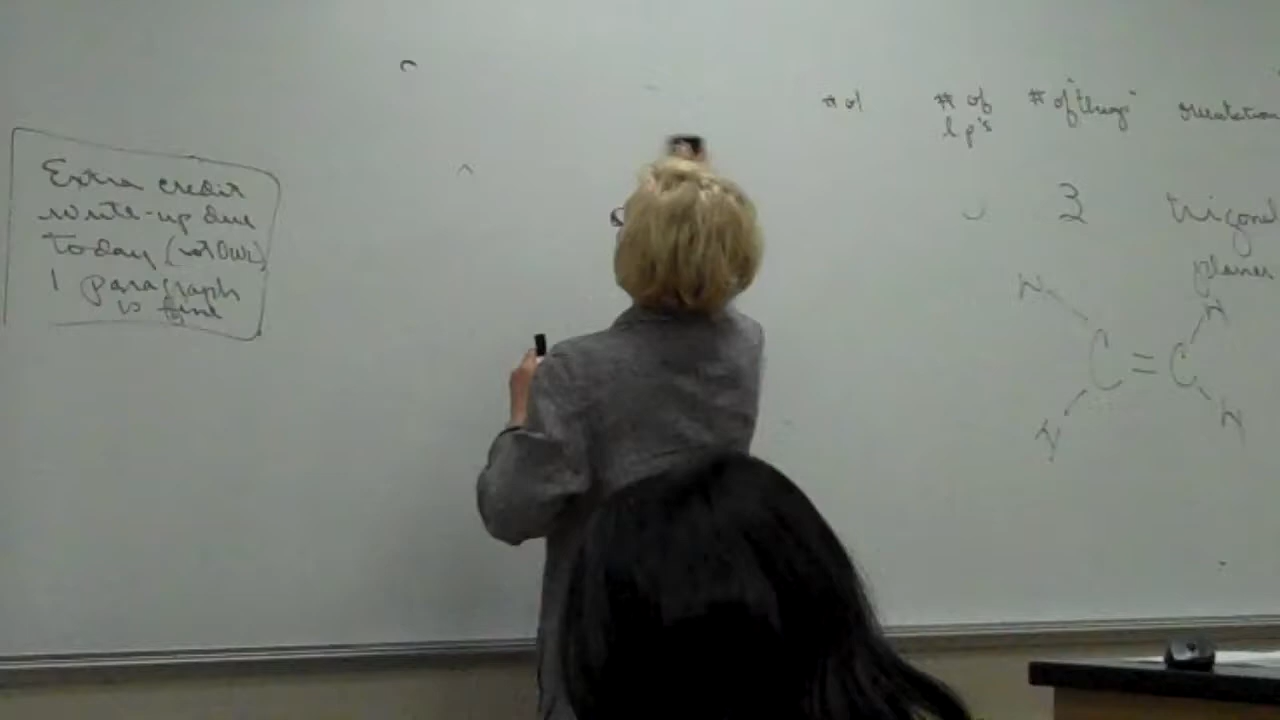 Extra credit
write-up due
today (not OWL)
1 paragraph
is fine
# of
# of
lp's
# of "things"
orientation
3
trigonal
planar
H
H
C = C
H
H